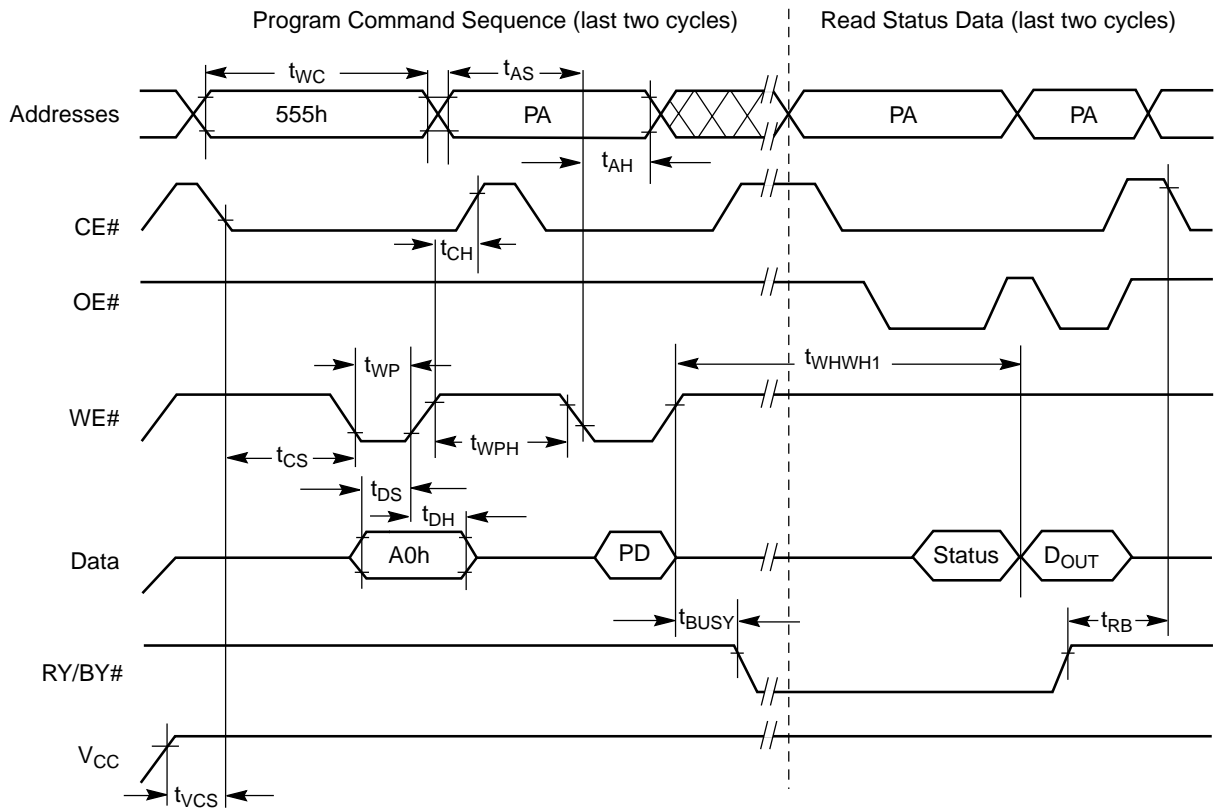 Program Command Sequence (last two cycles)
Read Status Data (last two cycles)
tWC
tAS
Addresses
555h
PA
PA
PA
tAH
CE#
tCH
OE#
tWP
tWHWH1
WE#
tWPH
tCS
tDS
tDH
Data
A0h
PD
Status
DOUT
tBUSY
tRB
RY/BY#
VCC
tVCS